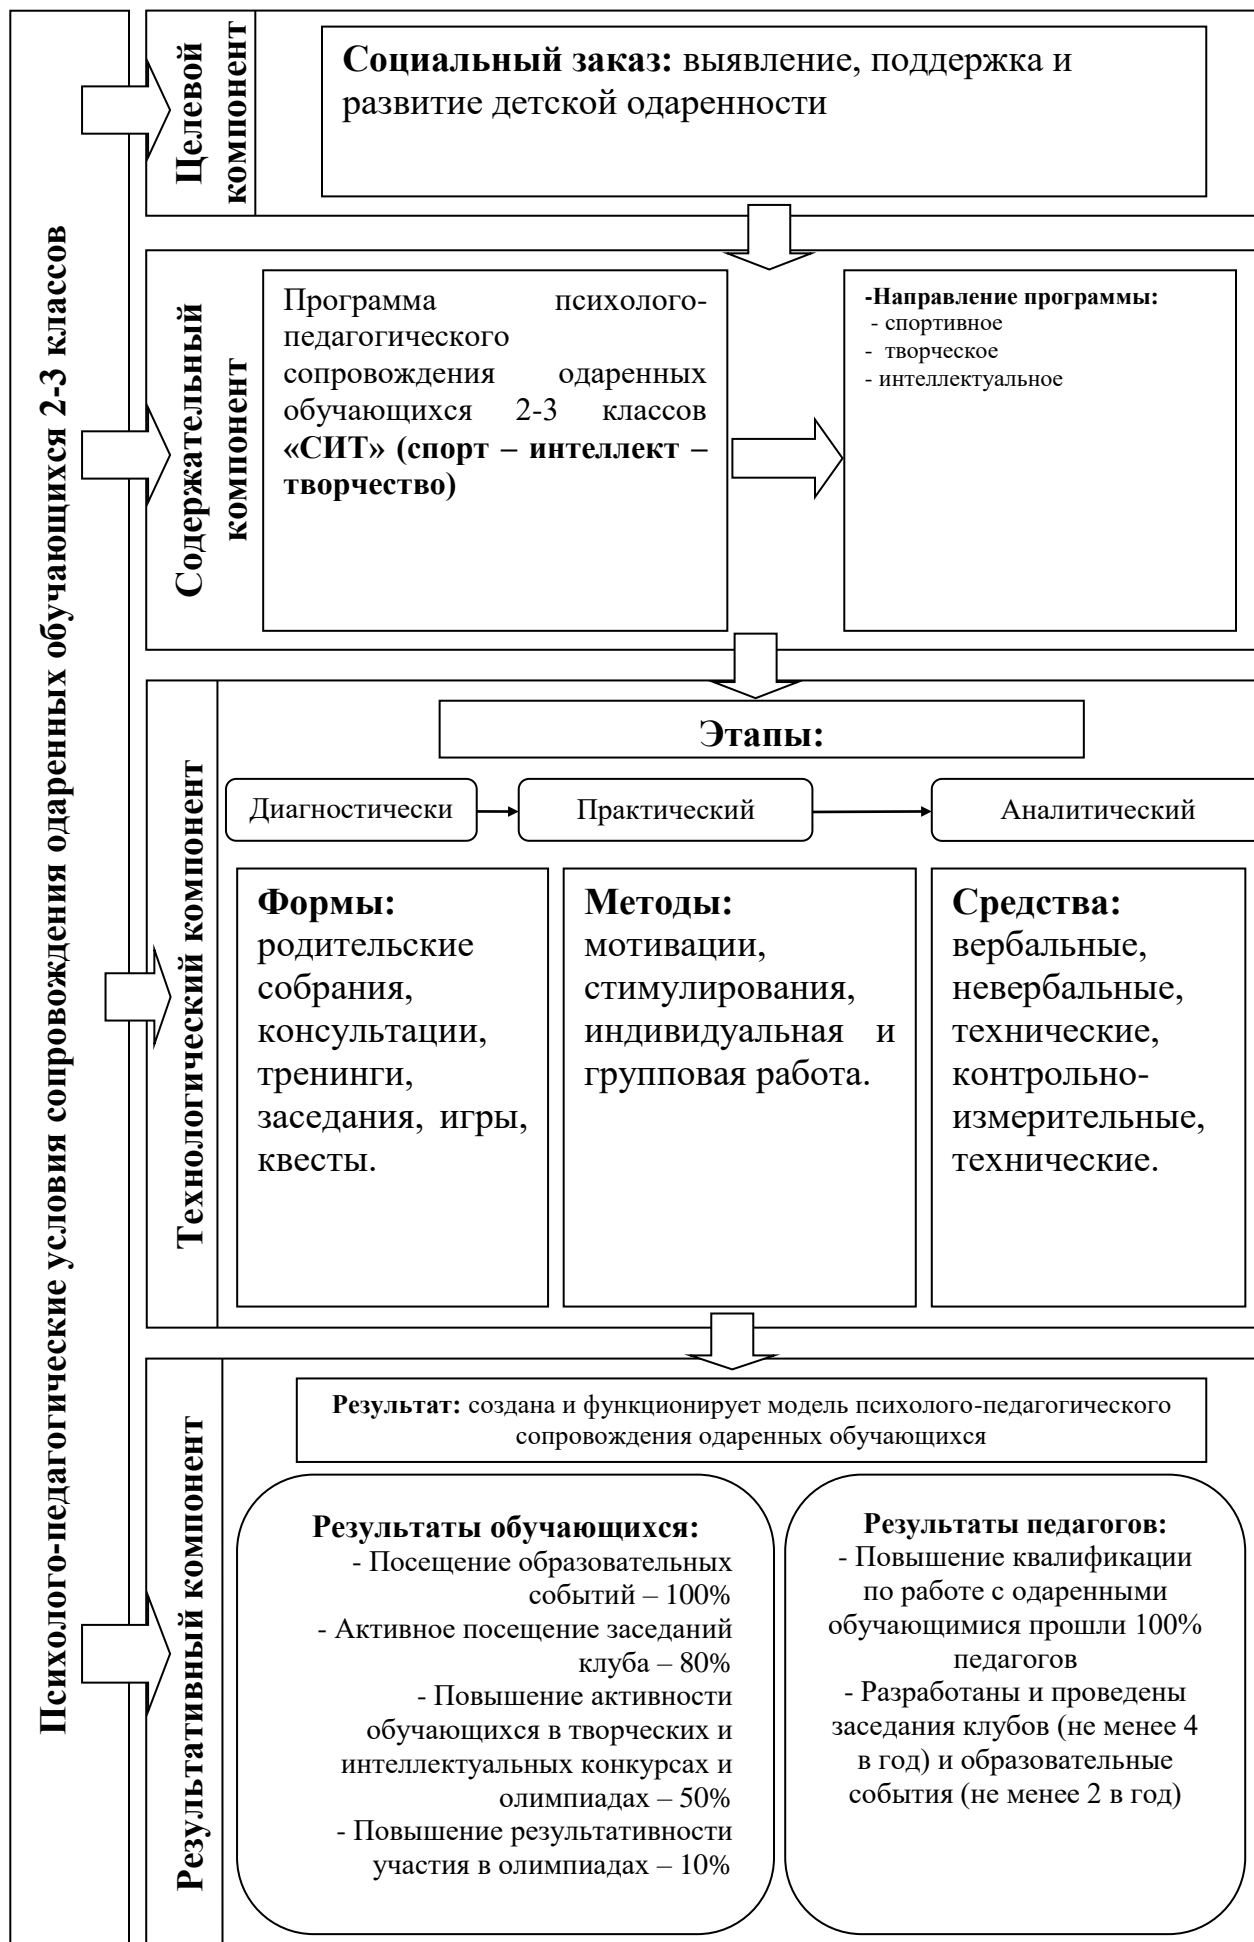 Психолого-педагогические условия сопровождения одаренных обучающихся 2-3 классов
Целевой
компонент
Социальный заказ: выявление, поддержка и
развитие детской одаренности
Содержательный
компонент
Программа психолого-
педагогического
сопровождения одаренных
обучающихся 2-3 классов
«СИТ» (спорт – интеллект –
творчество)
-Направление программы:
- спортивное
- творческое
- интеллектуальное
Технологический компонент
Этапы:
Диагностически
Практический
Аналитический
Формы:
родительские
собрания,
консультации,
тренинги,
заседания, игры,
квесты.
Методы:
мотивации,
стимулирования,
индивидуальная и
групповая работа.
Средства:
вербальные,
невербальные,
технические,
контрольно-
измерительные,
технические.
Результативный компонент
Результат: создана и функционирует модель психолого-педагогического
сопровождения одаренных обучающихся
Результаты обучающихся:
- Посещение образовательных
событий – 100%
- Активное посещение заседаний
клуба – 80%
- Повышение активности
обучающихся в творческих и
интеллектуальных конкурсах и
олимпиадах – 50%
- Повышение результативности
участия в олимпиадах – 10%
Результаты педагогов:
- Повышение квалификации
по работе с одаренными
обучающимися прошли 100%
педагогов
- Разработаны и проведены
заседания клубов (не менее 4
в год) и образовательные
события (не менее 2 в год)